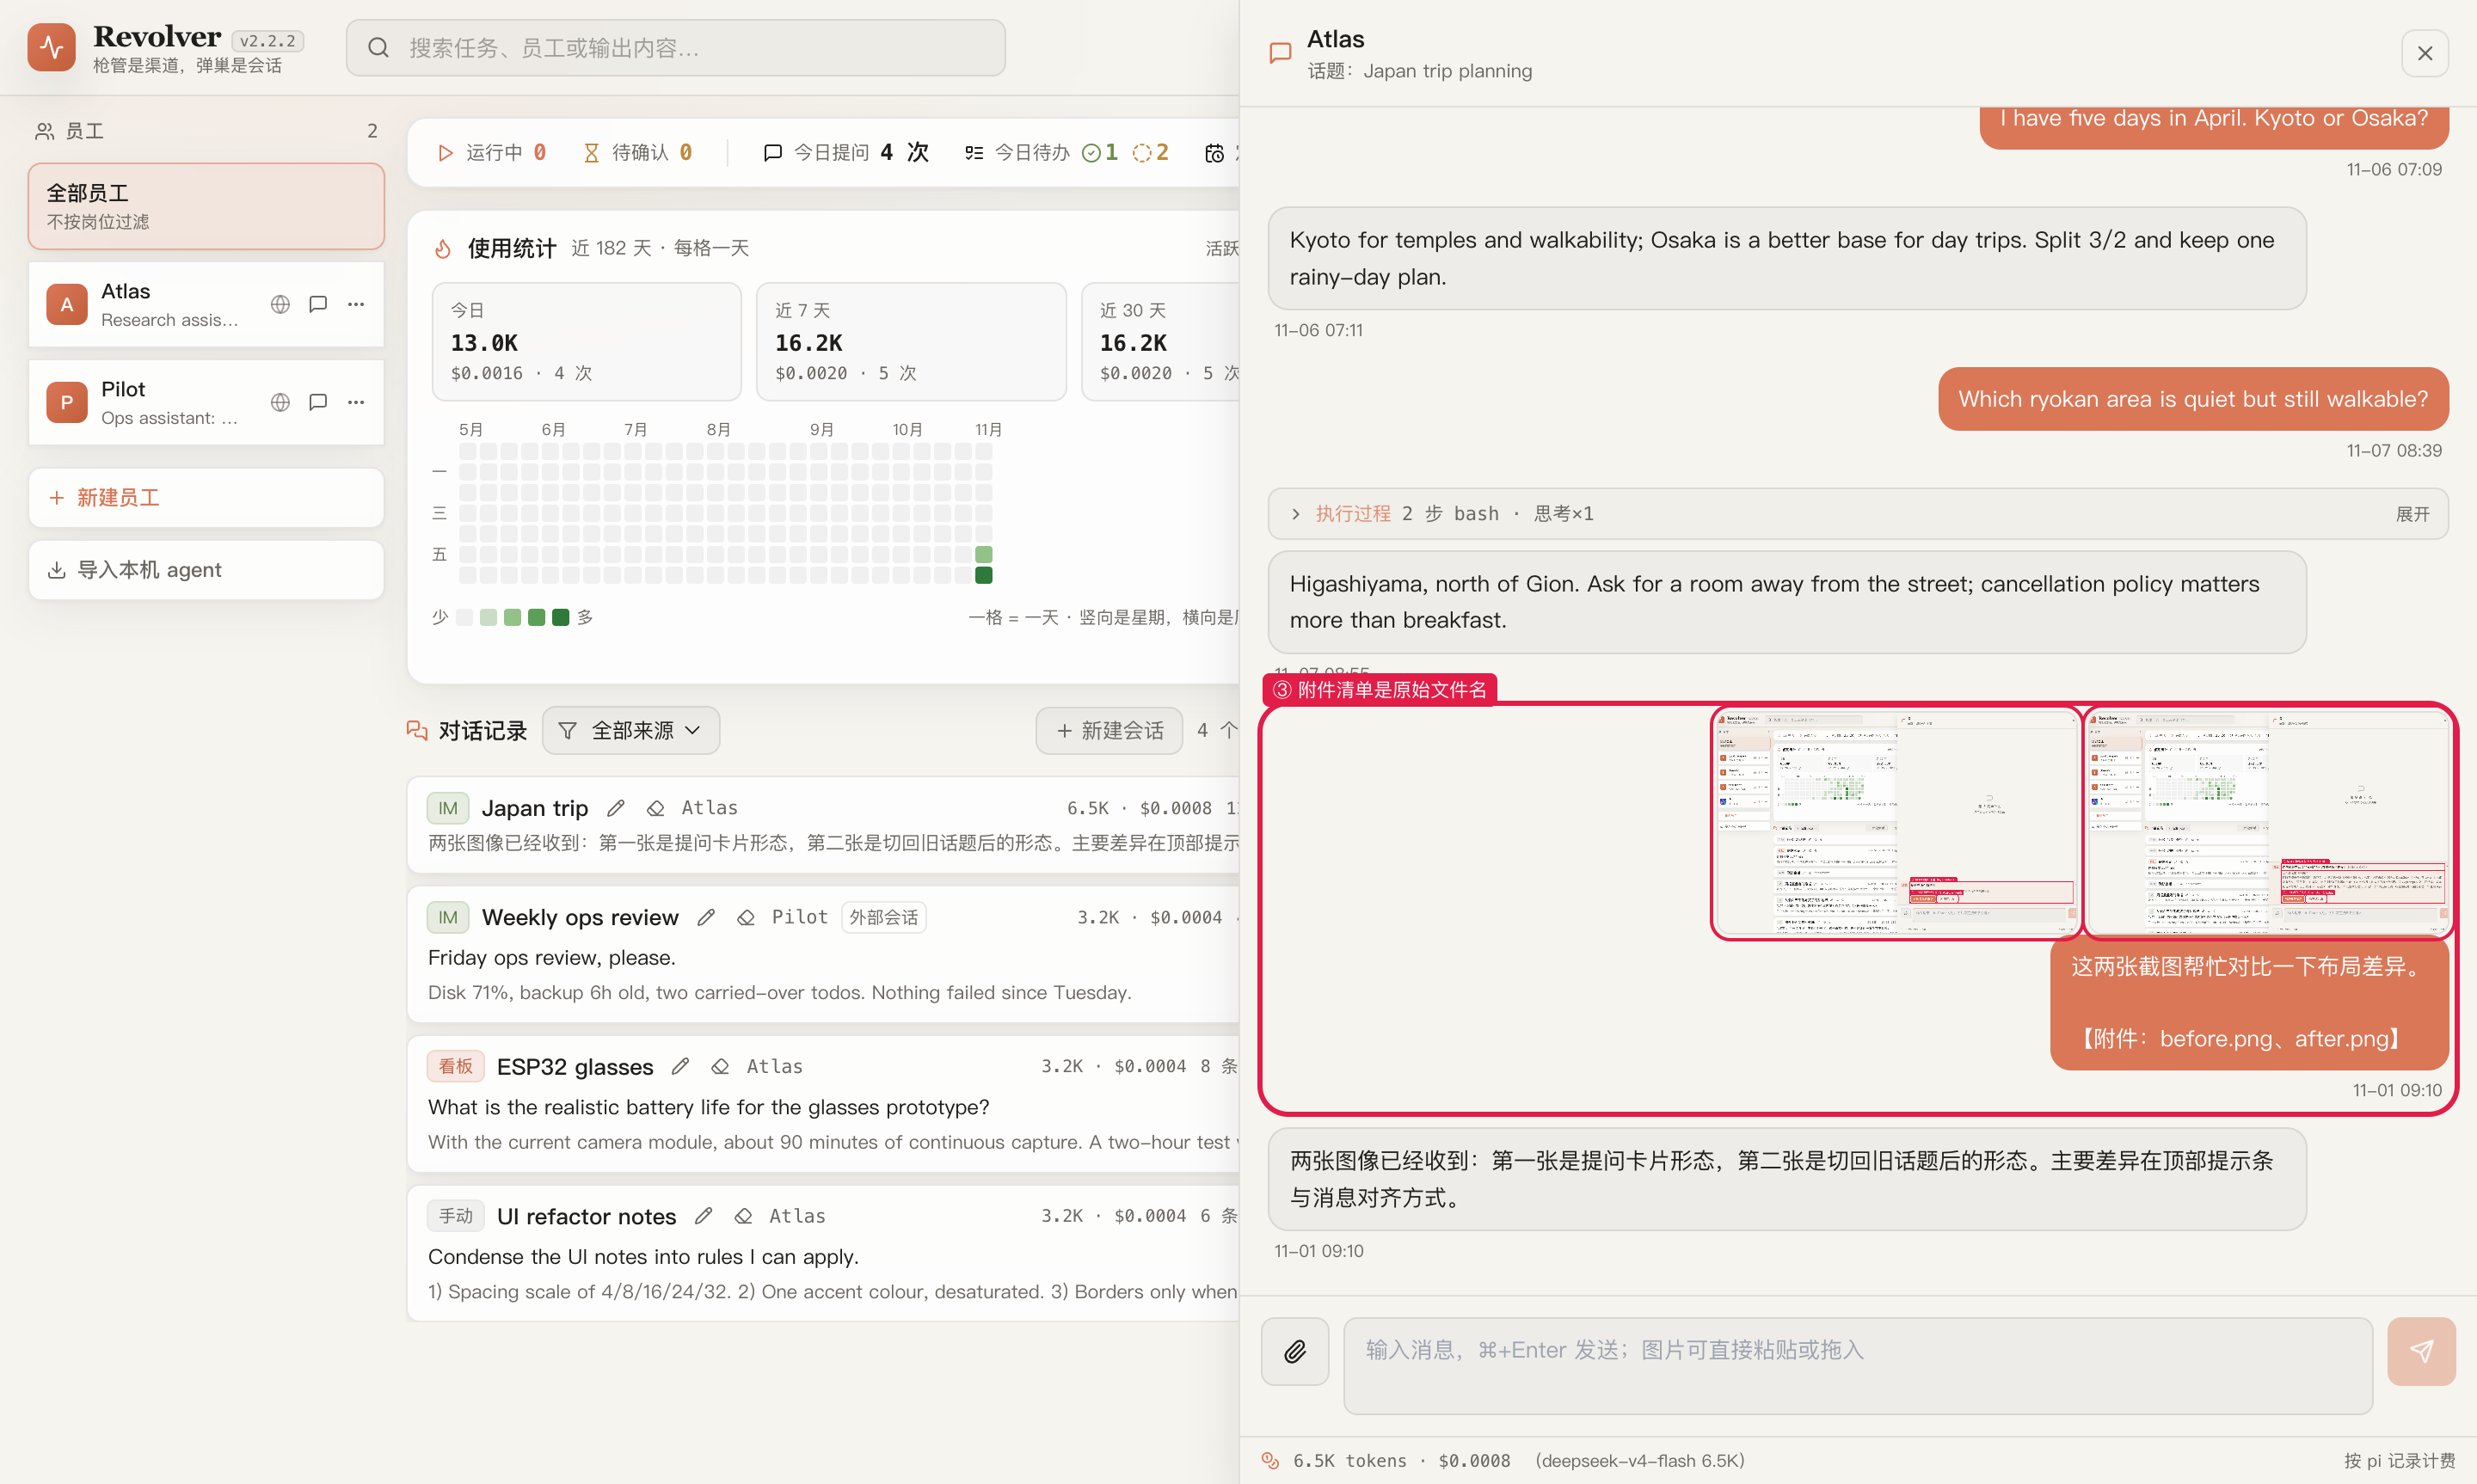 Revolver v2.2.2
枪管是渠道，弹巢是会话
搜索任务、员工或输出内容…
员工 2
全部员工
不按岗位过滤
A Atlas
Research assis…
P Pilot
Ops assistant: …
新建员工
导入本机 agent
运行中 0 待确认 0 今日提问 4 次 今日待办 1 2
使用统计 近 182 天 · 每格一天 活跃
今日
13.0K
$0.0016 · 4 次
近 7 天
16.2K
$0.0020 · 5 次
近 30 天
16.2K
$0.0020 · 5 次
5月 6月 7月 8月 9月 10月 11月
一
三
五
少 多 一格 = 一天 · 竖向是星期，横向是
对话记录 全部来源 新建会话 4 个
IM Japan trip Atlas 6.5K · $0.0008
两张图像已经收到：第一张是提问卡片形态，第二张是切回旧话题后的形态。主要差异在顶部提示
IM Weekly ops review Pilot 外部会话 3.2K · $0.0004
Friday ops review, please.
Disk 71%, backup 6h old, two carried-over todos. Nothing failed since Tuesday.
看板 ESP32 glasses Atlas 3.2K · $0.0004 8 条
What is the realistic battery life for the glasses prototype?
With the current camera module, about 90 minutes of continuous capture. A two-hour test
手动 UI refactor notes Atlas 3.2K · $0.0004 6 条
Condense the UI notes into rules I can apply.
1) Spacing scale of 4/8/16/24/32. 2) One accent colour, desaturated. 3) Borders only when
Atlas
话题：Japan trip planning
I have five days in April. Kyoto or Osaka?
11-06 07:09
Kyoto for temples and walkability; Osaka is a better base for day trips. Split 3/2 and keep one
rainy-day plan.
11-06 07:11
Which ryokan area is quiet but still walkable?
11-07 08:39
执行过程 2 步 bash · 思考×1 展开
Higashiyama, north of Gion. Ask for a room away from the street; cancellation policy matters
more than breakfast.
11-07 08:55
③ 附件清单是原始文件名
这两张截图帮忙对比一下布局差异。
【附件：before.png、after.png】
11-01 09:10
两张图像已经收到：第一张是提问卡片形态，第二张是切回旧话题后的形态。主要差异在顶部提示条
与消息对齐方式。
11-01 09:10
输入消息，⌘+Enter 发送；图片可直接粘贴或拖入
6.5K tokens · $0.0008 （deepseek-v4-flash 6.5K） 按 pi 记录计费